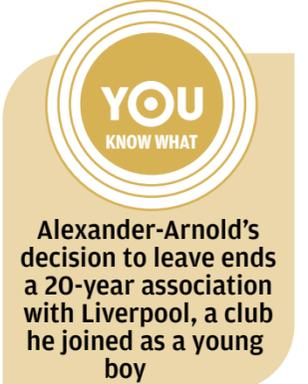 YOU
KNOW WHAT
Alexander-Arnold's
decision to leave ends
a 20-year association
with Liverpool, a club
he joined as a young
boy